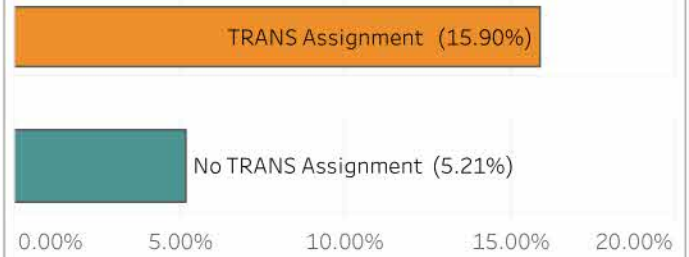 TRANS Assignment (15.90%)
No TRANS Assignment (5.21%)
0.00% 5.00% 10.00% 15.00% 20.00%